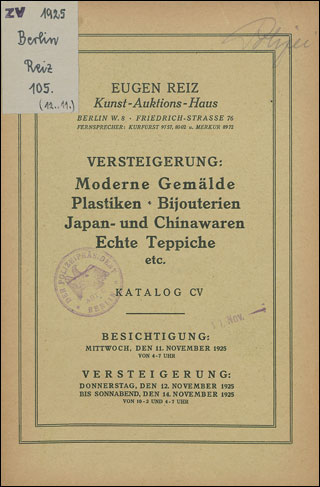 ZV 1925
Berlin
Reiz
105.
(12.-11.)
EUGEN REIZ
Kunst-Auktions-Haus
BERLIN W. 8 · FRIEDRICH-STRASSE 76
FERNSPRECHER: KURFÜRST 9757, 8002 u. MERKUR 8972
VERSTEIGERUNG:
Moderne Gemälde
Plastiken · Bijouterien
Japan- und Chinawaren
Echte Teppiche
etc.
KATALOG CV
Nov.
BESICHTIGUNG:
MITTWOCH, DEN 11. NOVEMBER 1925
VON 4-7 UHR
VERSTEIGERUNG:
DONNERSTAG, DEN 12. NOVEMBER 1925
BIS SONNABEND, DEN 14. NOVEMBER 1925
VON 10-2 UND 4-7 UHR